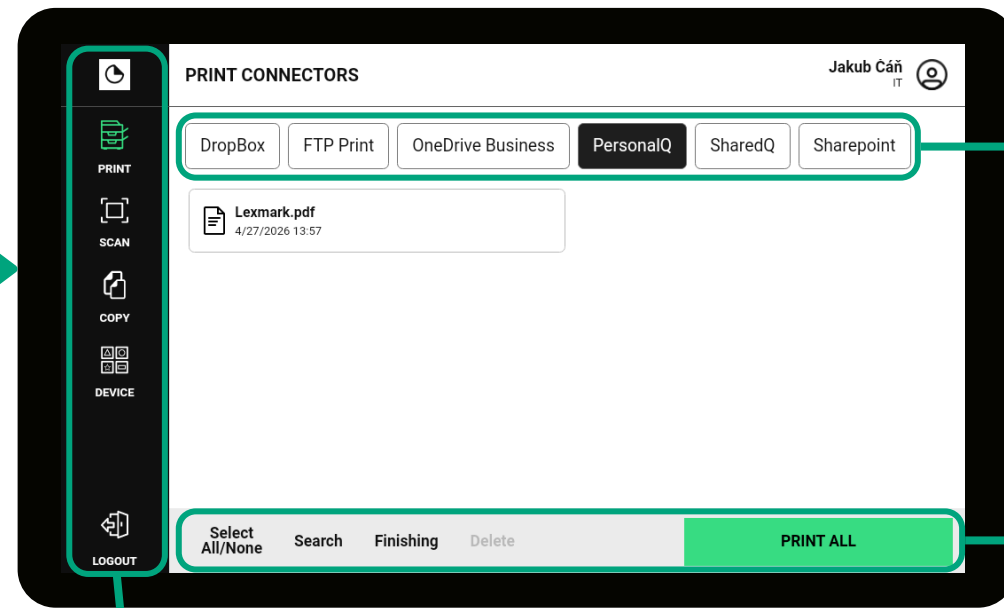 PRINT CONNECTORS
Jakub Čáň
IT
PRINT
SCAN
COPY
DEVICE
LOGOUT
DropBox
FTP Print
OneDrive Business
PersonalQ
SharedQ
Sharepoint
Lexmark.pdf
4/27/2026 13:57
Select
All/None
Search
Finishing
Delete
PRINT ALL